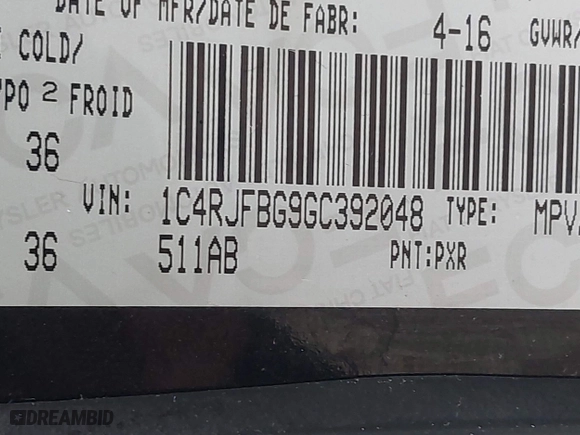 DATE OF MFR/DATE DE FABR: 4-16 GVWR/
COLD/
2 FROID
36
VIN: 1C4RJFBG9GC392048 TYPE: MPV
36 511AB PNT:PXR
DREAMBID